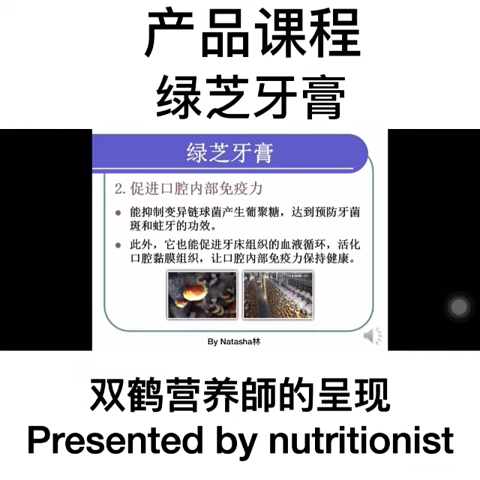 产品课程
绿芝牙膏
绿芝牙膏
2.促进口腔内部免疫力
• 能抑制变异链球菌产生葡聚糖，达到预防牙菌
斑和蛀牙的功效。
• 此外，它也能促进牙床组织的血液循环，活化
口腔黏膜组织，让口腔内部免疫力保持健康。
By Natasha林
双鹤营养師的呈现
Presented by nutritionist